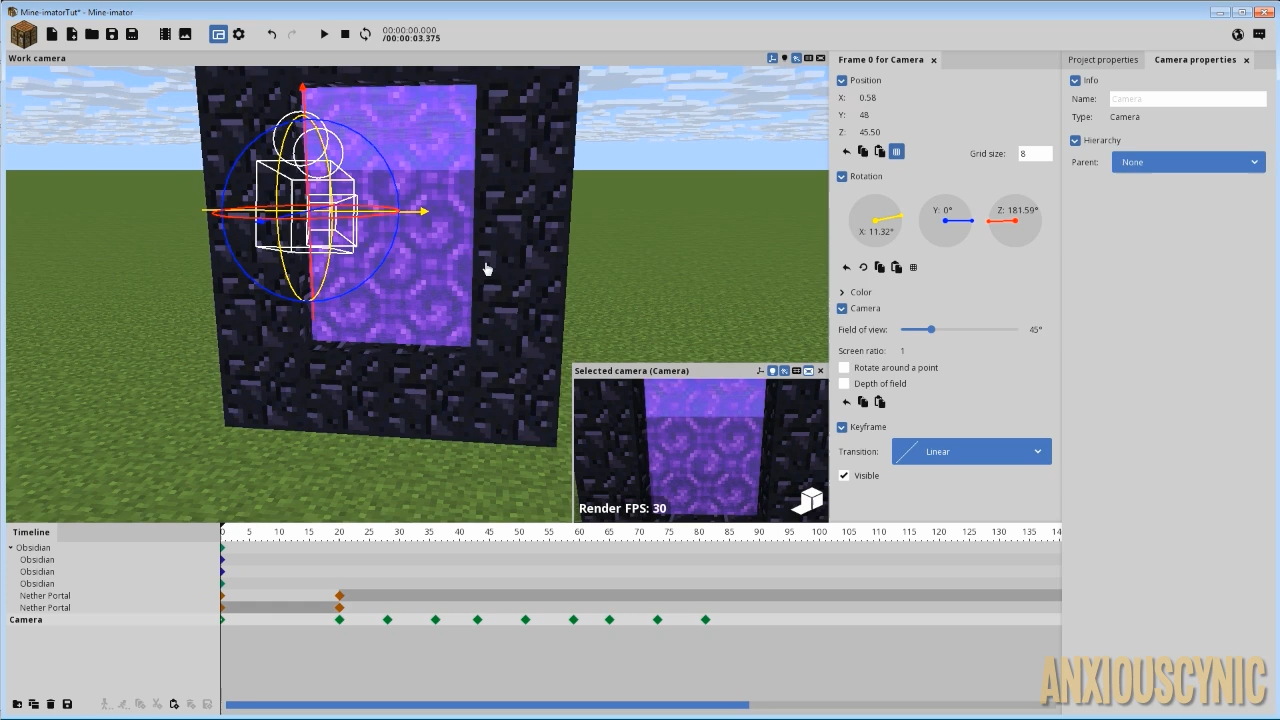 Mine-imatorTut* - Mine-imator
00:00:00.000
/00:00:03.375
Work camera
Frame 0 for Camera
Position
X: 0.58
Y: 48
Z: 45.50
Grid size: 8
Rotation
X: 11.32°
Y: 0°
Z: 181.59°
Color
Camera
Field of view: 45°
Screen ratio: 1
Rotate around a point
Depth of field
Keyframe
Transition: Linear
Visible
Project properties
Camera properties
Info
Name: Camera
Type: Camera
Hierarchy
Parent: None
Selected camera (Camera)
Render FPS: 30
Timeline
0 5 10 15 20 25 30 35 40 45 50 55 60 65 70 75 80 85 90 95 100 105 110 115 120 125 130 135 14
Obsidian
Obsidian
Obsidian
Obsidian
Nether Portal
Nether Portal
Camera
ANXIOUSCYNIC